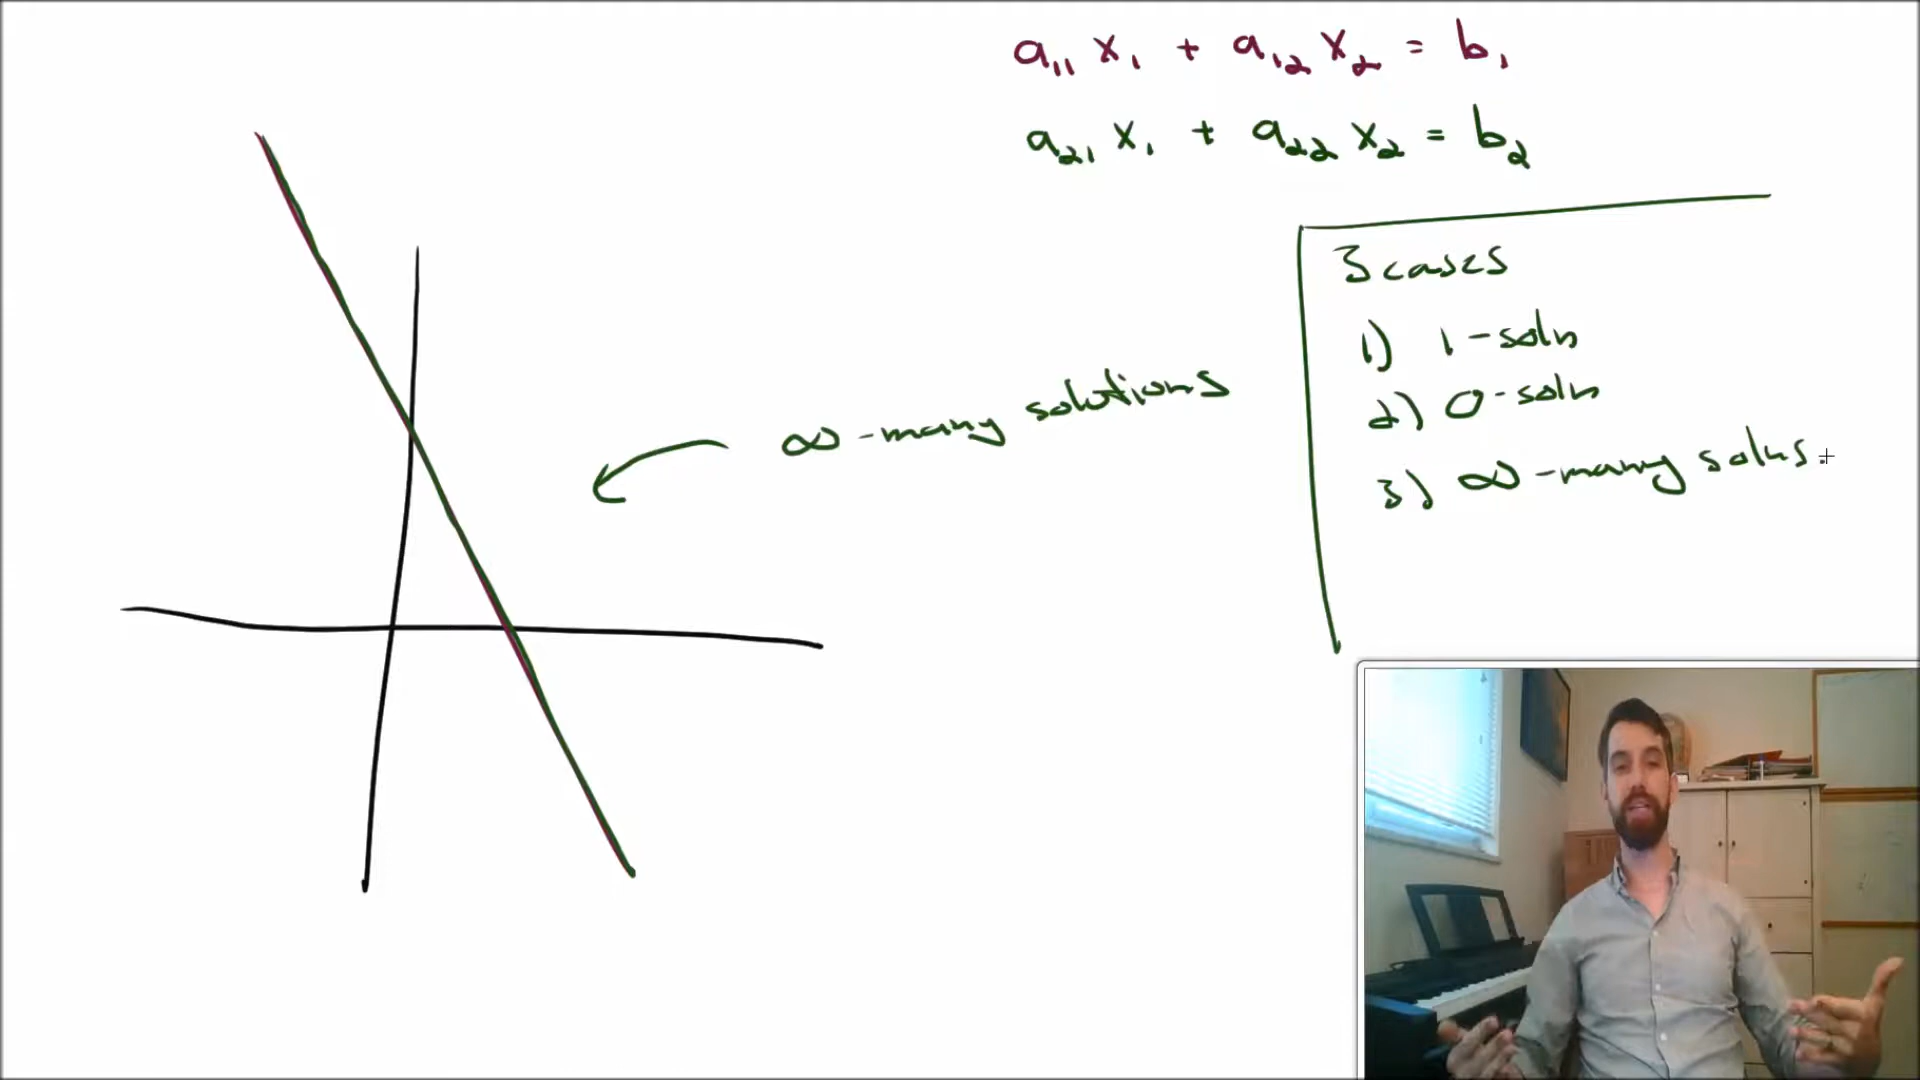 a₁₁ x₁ + a₁₂ x₂ = b₁
a₂₁ x₁ + a₂₂ x₂ = b₂
3 cases
1) 1-soln
2) 0-soln
3) ∞-many solns.
∞-many solutions